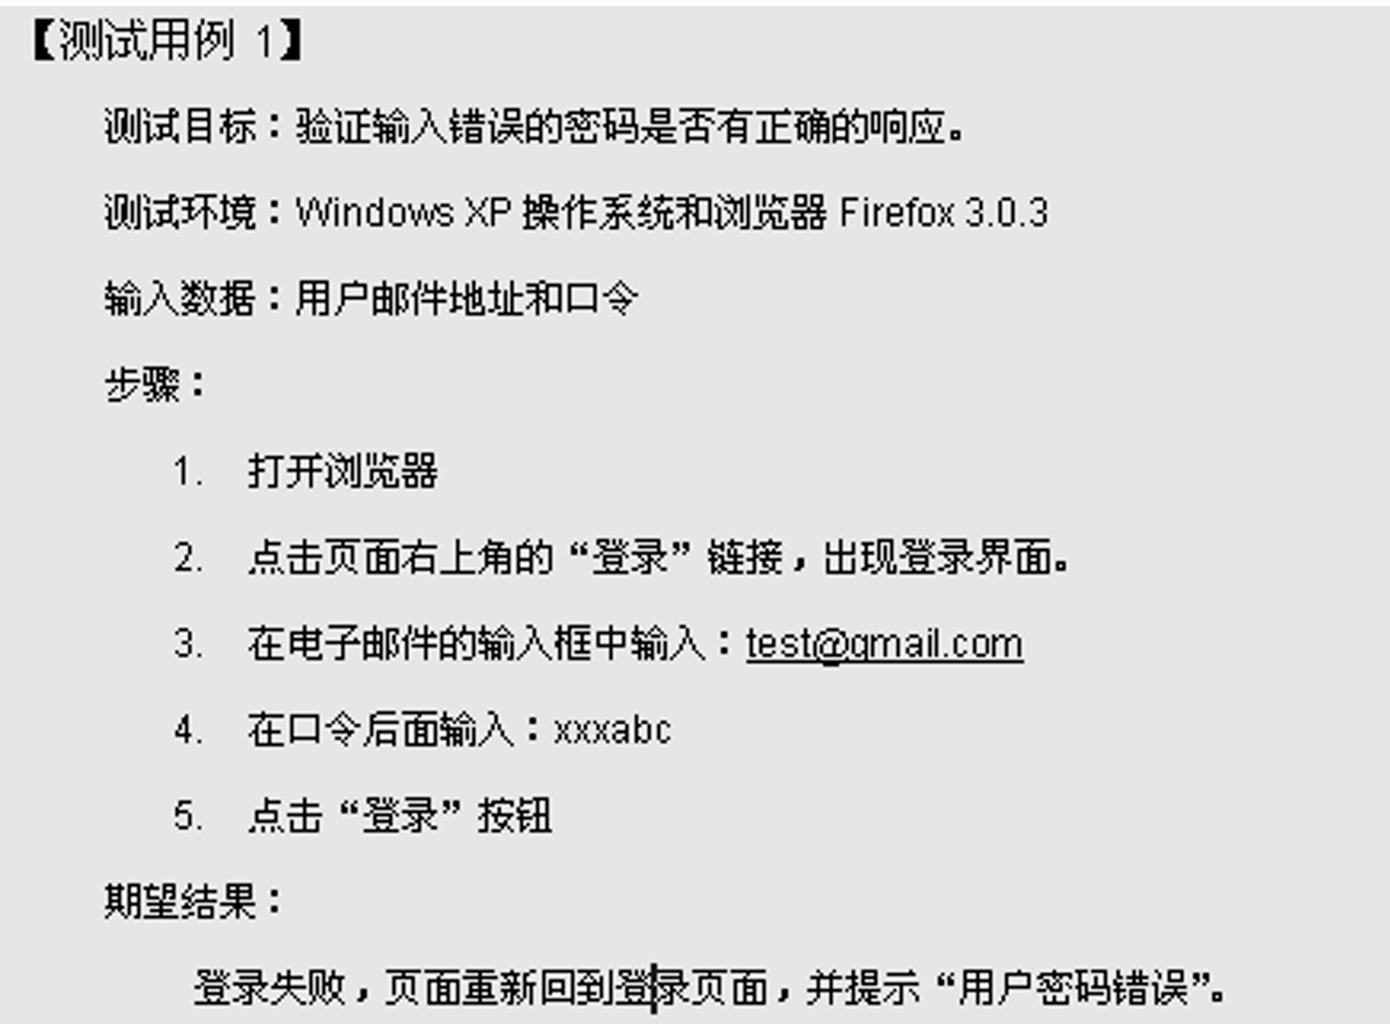 【测试用例 1】
测试目标：验证输入错误的密码是否有正确的响应。
测试环境：Windows XP 操作系统和浏览器 Firefox 3.0.3
输入数据：用户邮件地址和口令
步骤：
1. 打开浏览器
2. 点击页面右上角的“登录”链接，出现登录界面。
3. 在电子邮件的输入框中输入：test@gmail.com
4. 在口令后面输入：xxxabc
5. 点击“登录”按钮
期望结果：
登录失败，页面重新回到登录页面，并提示“用户密码错误”。